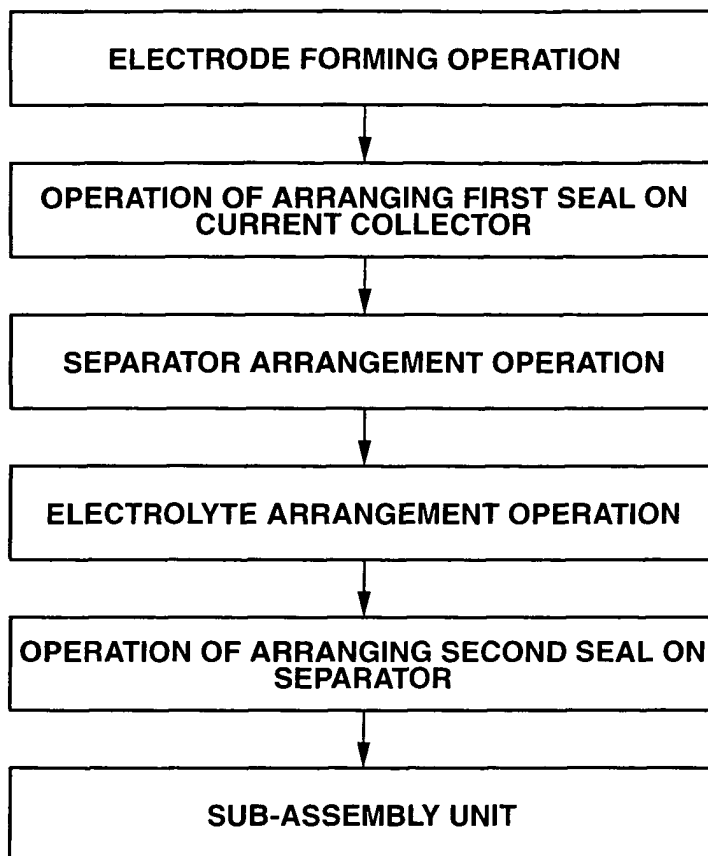 ELECTRODE FORMING OPERATION
OPERATION OF ARRANGING FIRST SEAL ON
CURRENT COLLECTOR
SEPARATOR ARRANGEMENT OPERATION
ELECTROLYTE ARRANGEMENT OPERATION
OPERATION OF ARRANGING SECOND SEAL ON
SEPARATOR
SUB-ASSEMBLY UNIT